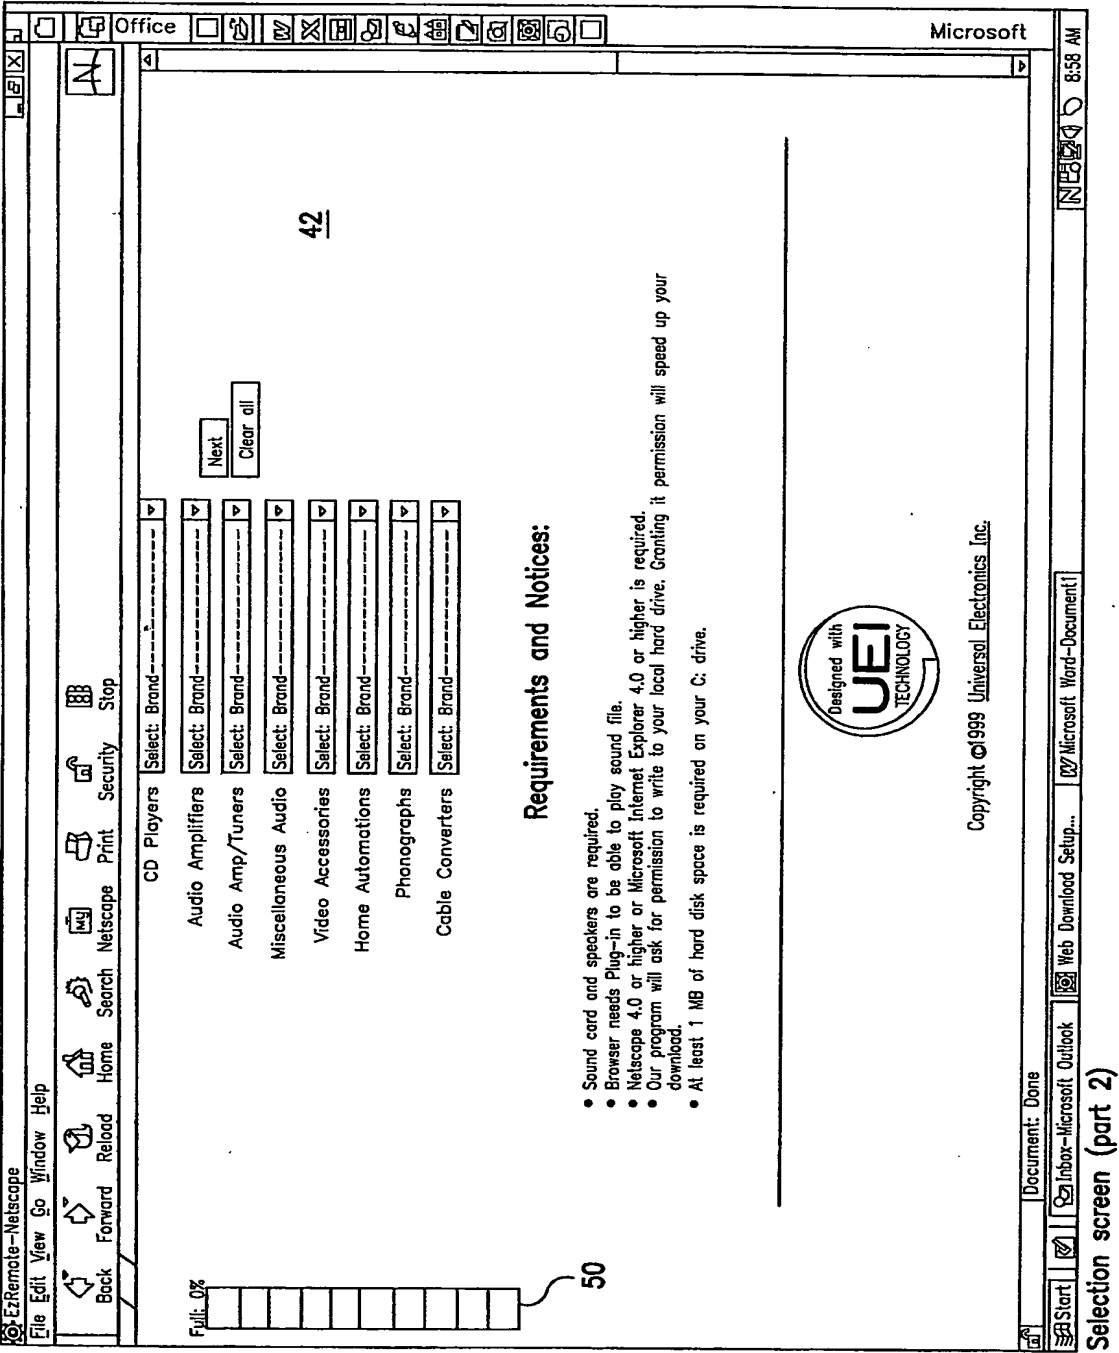 EzRemote–Netscape
File Edit View Go Window Help
Back Forward Reload Home Search Netscape Print Security Stop
My
N
Office
Microsoft
Full: 0%
50
CD Players Select: Brand
Audio Amplifiers Select: Brand
Audio Amp/Tuners Select: Brand
Miscellaneous Audio Select: Brand
Video Accessories Select: Brand
Home Automations Select: Brand
Phonographs Select: Brand
Cable Converters Select: Brand
Next
Clear all
42
Requirements and Notices:
• Sound card and speakers are required.
• Browser needs Plug–in to be able to play sound file.
• Netscape 4.0 or higher or Microsoft Internet Explorer 4.0 or higher is required.
• Our program will ask for permission to write to your local hard drive. Granting it permission will speed up your
download.
• At least 1 MB of hard disk space is required on your C: drive.
Designed with
UEI
TECHNOLOGY
Copyright ©1999 Universal Electronics Inc.
Document: Done
Start Inbox–Microsoft Outlook Web Download Setup... Microsoft Word–Document1 8:58 AM
Selection screen (part 2)